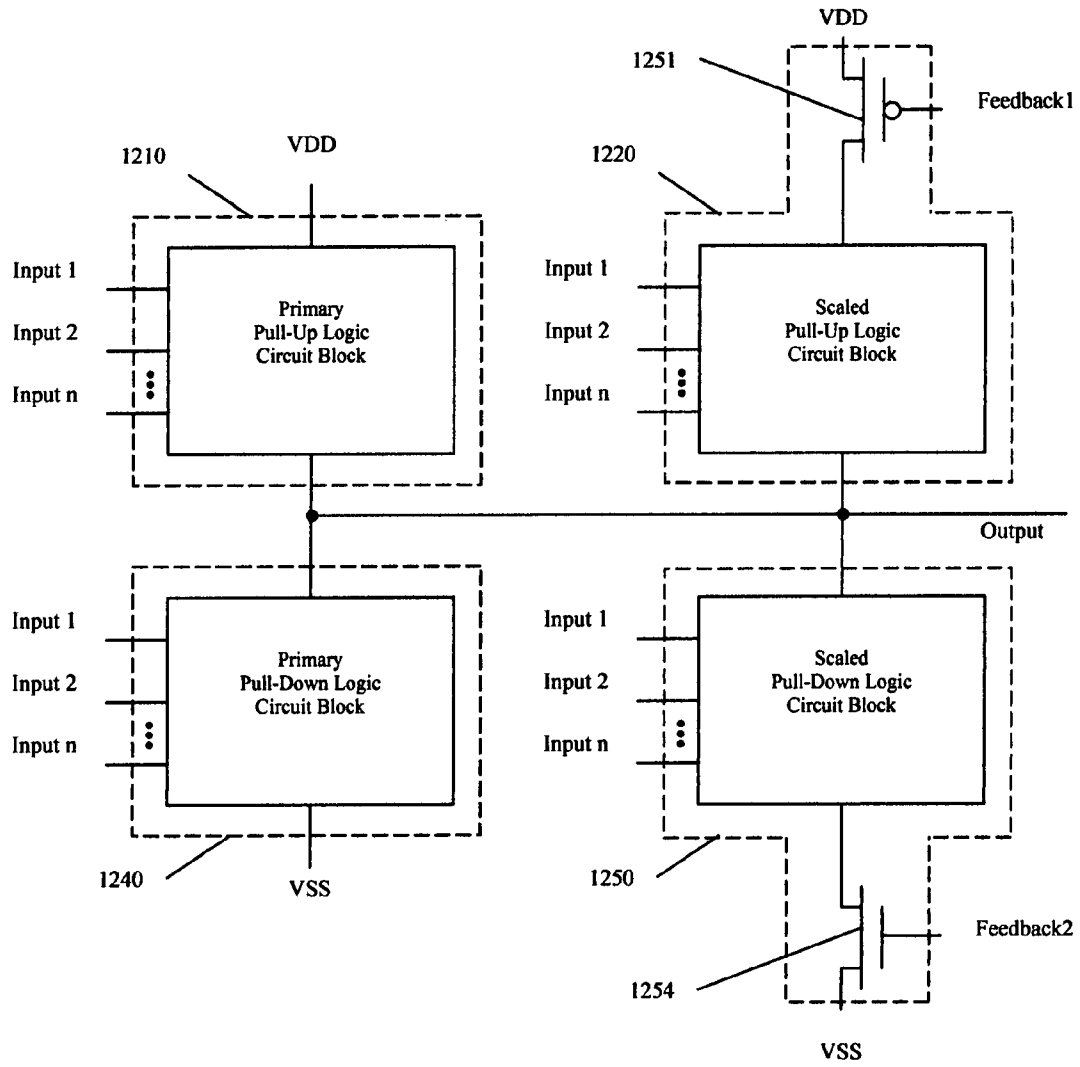 VDD
1251
Feedback1
VDD
1210
1220
Input 1
Input 2
Input n
Primary
Pull-Up Logic
Circuit Block
Input 1
Input 2
Input n
Scaled
Pull-Up Logic
Circuit Block
Output
Input 1
Input 2
Input n
Primary
Pull-Down Logic
Circuit Block
Input 1
Input 2
Input n
Scaled
Pull-Down Logic
Circuit Block
1240
VSS
1250
Feedback2
1254
VSS